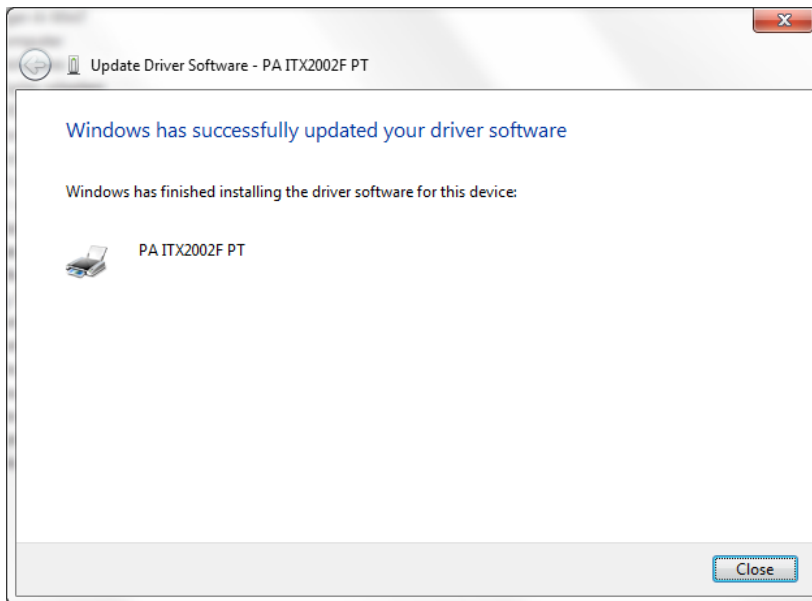 Update Driver Software - PA ITX2002F PT
Windows has successfully updated your driver software
Windows has finished installing the driver software for this device:
PA ITX2002F PT
Close